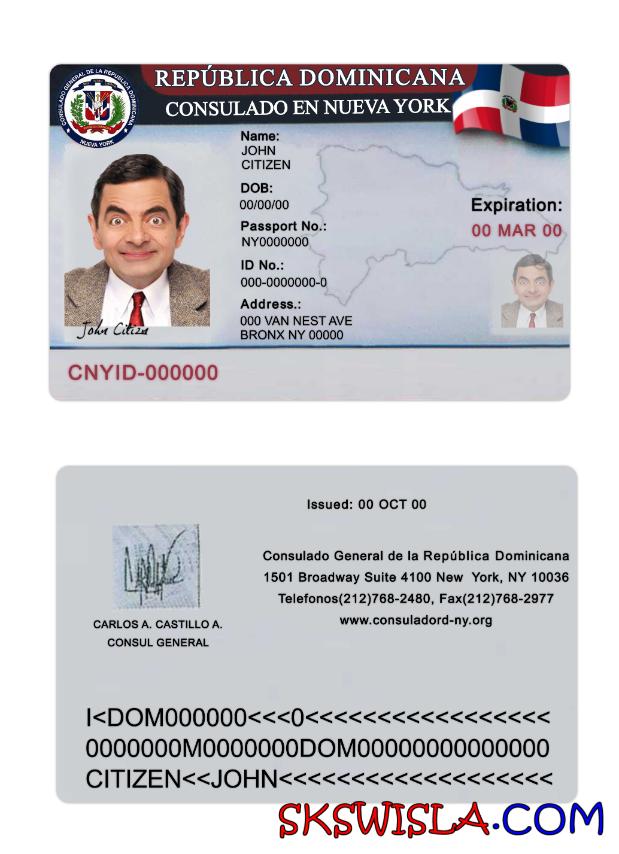 REPÚBLICA DOMINICANA
CONSULADO EN NUEVA YORK
CONSULADO GENERAL DE LA REPUBLICA DOMINICANA
NUEVA YORK
Name:
JOHN
CITIZEN
DOB:
00/00/00
Passport No.:
NY0000000
ID No.:
000-0000000-0
Address.:
000 VAN NEST AVE
BRONX NY 00000
Expiration:
00 MAR 00
John Citizen
CNYID-000000
Issued: 00 OCT 00
Consulado General de la República Dominicana
1501 Broadway Suite 4100 New York, NY 10036
Telefonos(212)768-2480, Fax(212)768-2977
www.consuladord-ny.org
CARLOS A. CASTILLO A.
CONSUL GENERAL
I<DOM000000<<<0<<<<<<<<<<<<<<<<<
0000000M0000000DOM00000000000000
CITIZEN<<JOHN<<<<<<<<<<<<<<<<<<<
SKSWISLA.COM